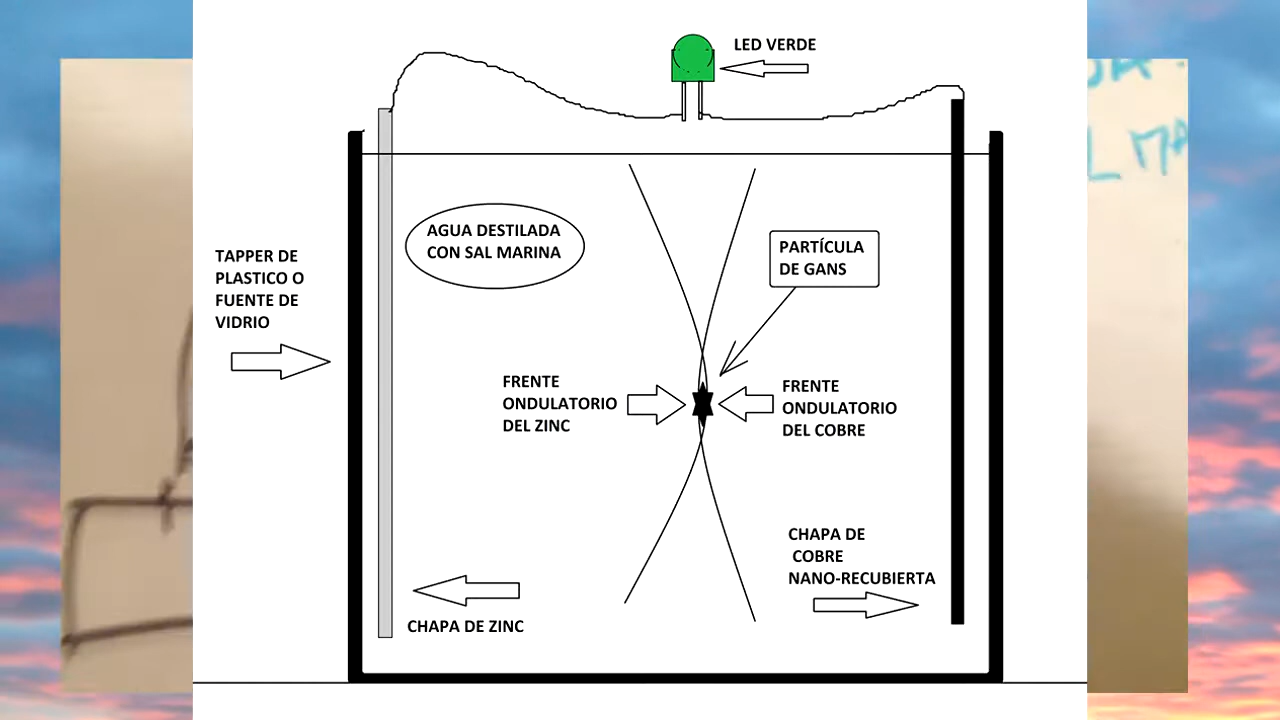 LED VERDE
AGUA DESTILADA
CON SAL MARINA
PARTÍCULA
DE GANS
TAPPER DE
PLASTICO O
FUENTE DE
VIDRIO
FRENTE
ONDULATORIO
DEL ZINC
FRENTE
ONDULATORIO
DEL COBRE
CHAPA DE
COBRE
NANO-RECUBIERTA
CHAPA DE ZINC